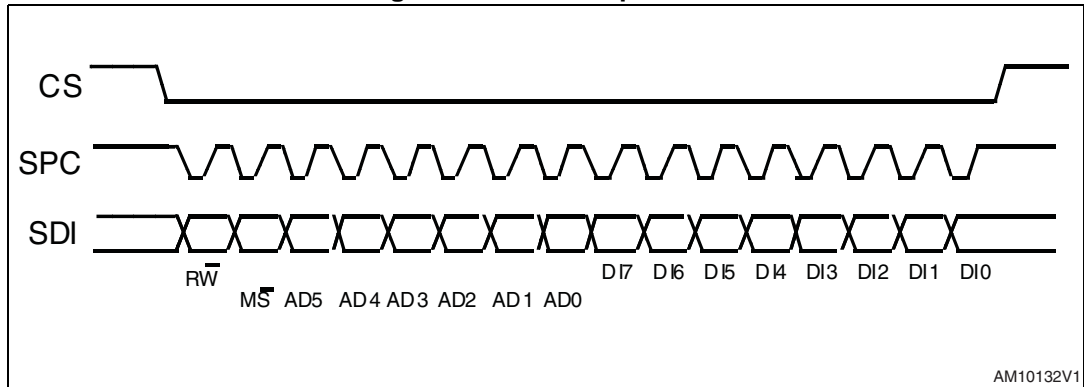 CS
SPC
SDI
RW̅ DI7 DI6 DI5 DI4 DI3 DI2 DI1 DI0
MS̅ AD5 AD4 AD3 AD2 AD1 AD0
AM10132V1